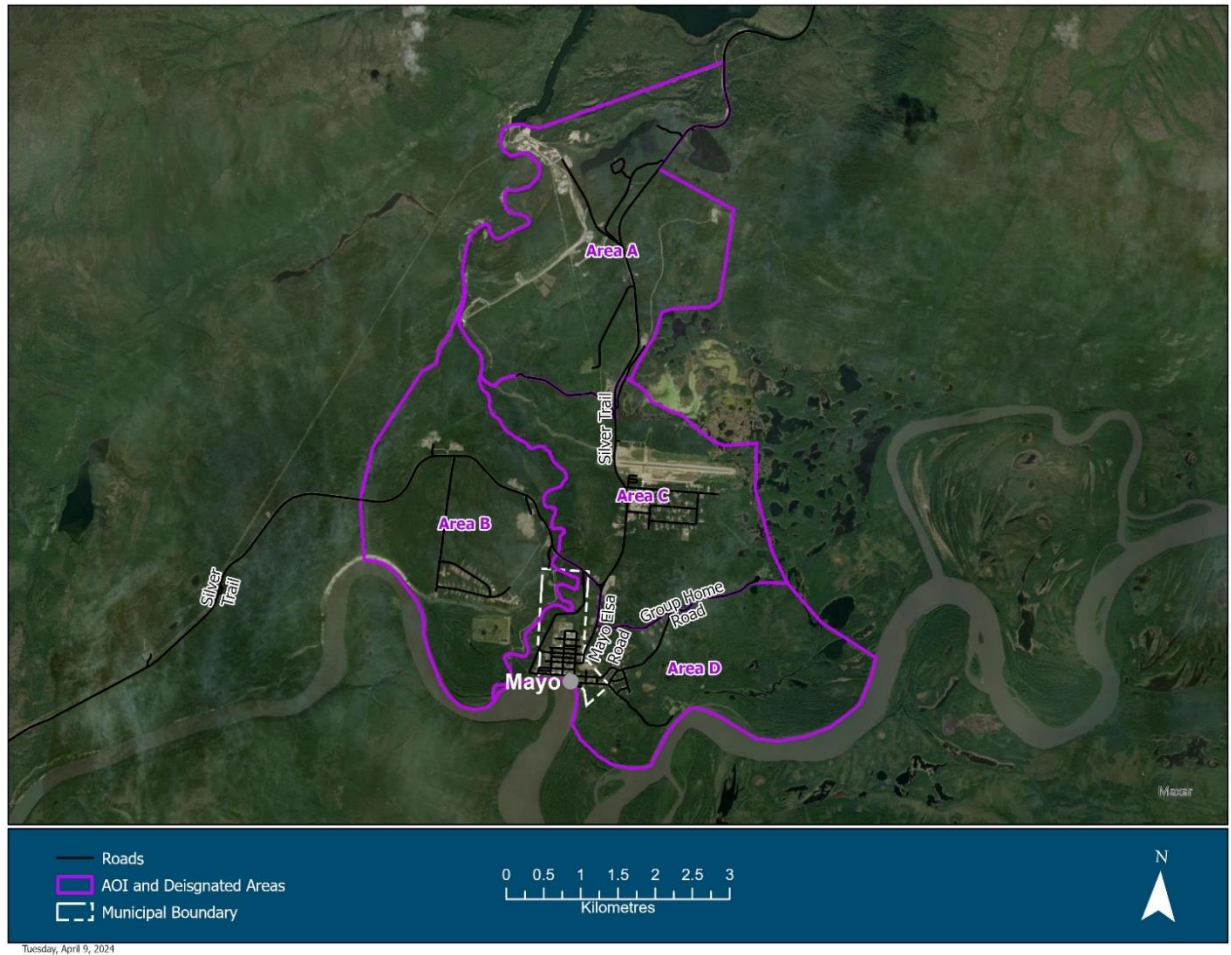 Area A
Silver Trail
Area C
Area B
Silver
Trail
Group Home
Road
Mayo Elsa
Road
Area D
Mayo
Maxar
Roads
AOI and Deisgnated Areas
Municipal Boundary
0 0.5 1 1.5 2 2.5 3
Kilometres
N
Tuesday, April 9, 2024